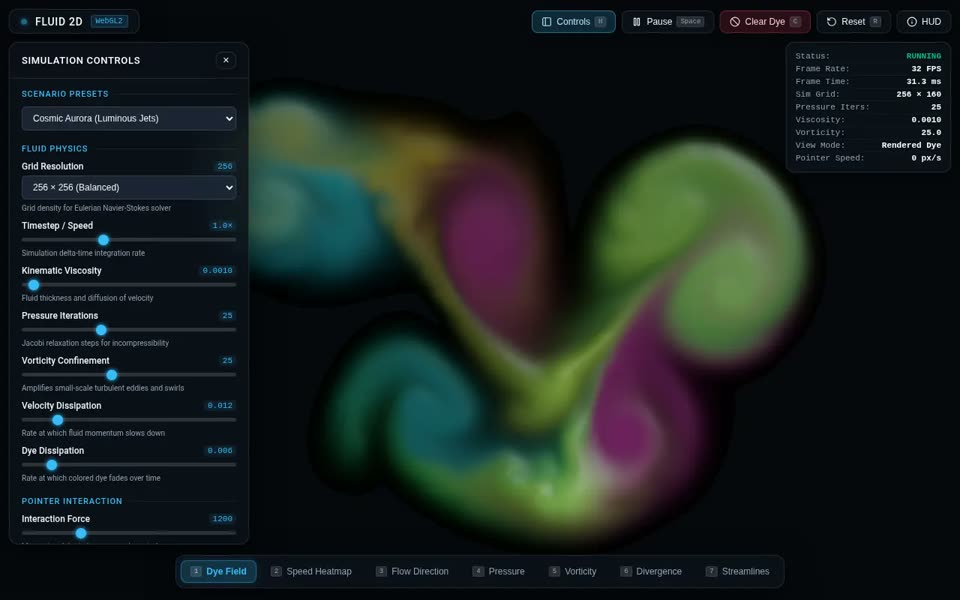 FLUID 2D WebGL2
Controls H
Pause Space
Clear Dye C
Reset R
HUD
SIMULATION CONTROLS ×
SCENARIO PRESETS
Cosmic Aurora (Luminous Jets)
FLUID PHYSICS
Grid Resolution 256
256 × 256 (Balanced)
Grid density for Eulerian Navier-Stokes solver
Timestep / Speed 1.0×
Simulation delta-time integration rate
Kinematic Viscosity 0.0010
Fluid thickness and diffusion of velocity
Pressure Iterations 25
Jacobi relaxation steps for incompressibility
Vorticity Confinement 25
Amplifies small-scale turbulent eddies and swirls
Velocity Dissipation 0.012
Rate at which fluid momentum slows down
Dye Dissipation 0.006
Rate at which colored dye fades over time
POINTER INTERACTION
Interaction Force 1200
Status: RUNNING
Frame Rate: 32 FPS
Frame Time: 31.3 ms
Sim Grid: 256 × 160
Pressure Iters: 25
Viscosity: 0.0010
Vorticity: 25.0
View Mode: Rendered Dye
Pointer Speed: 0 px/s
1 Dye Field
2 Speed Heatmap
3 Flow Direction
4 Pressure
5 Vorticity
6 Divergence
7 Streamlines